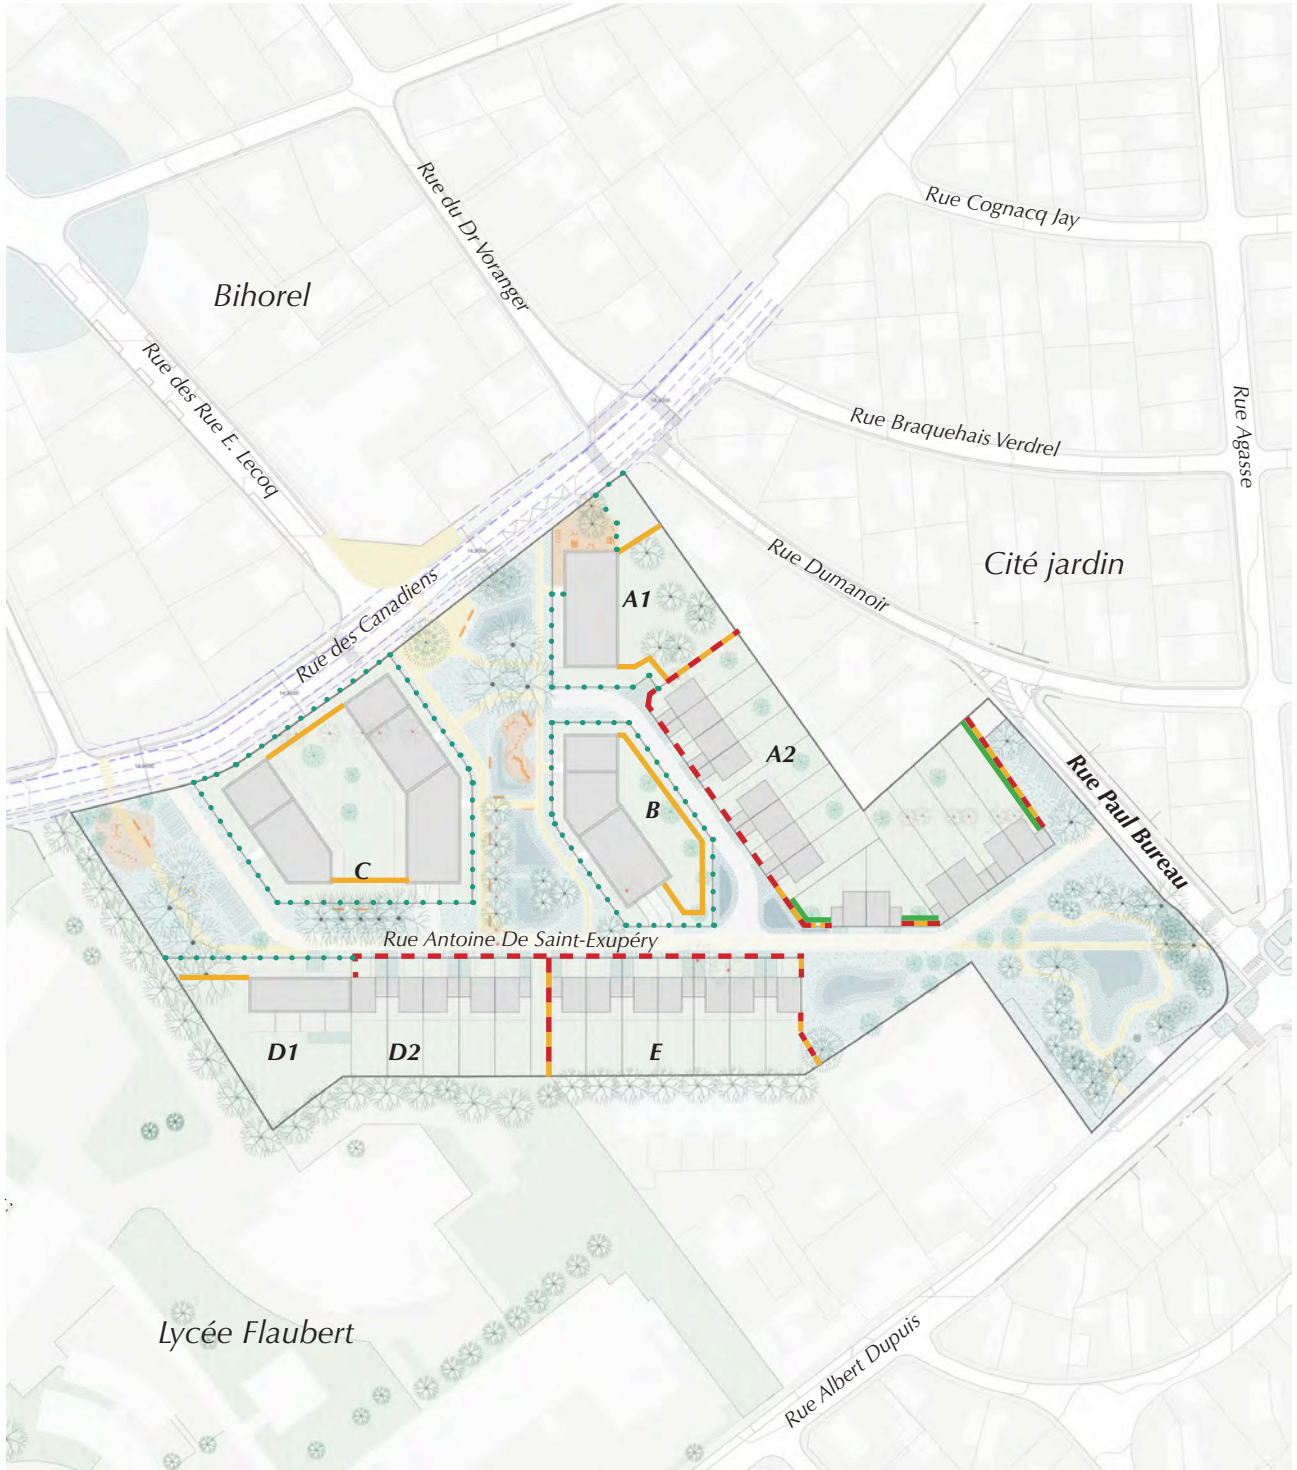 Rue Cognacq Jay
Rue du Dr Voranger
Bihorel
Rue des Rue E. Lecoq
Rue Braquehais Verdrel
Rue Agasse
Rue Dumanoir
Cité jardin
Rue des Canadiens
A1
A2
B
Rue Paul Bureau
C
Rue Antoine De Saint-Exupéry
D1
D2
E
Lycée Flaubert
Rue Albert Dupuis